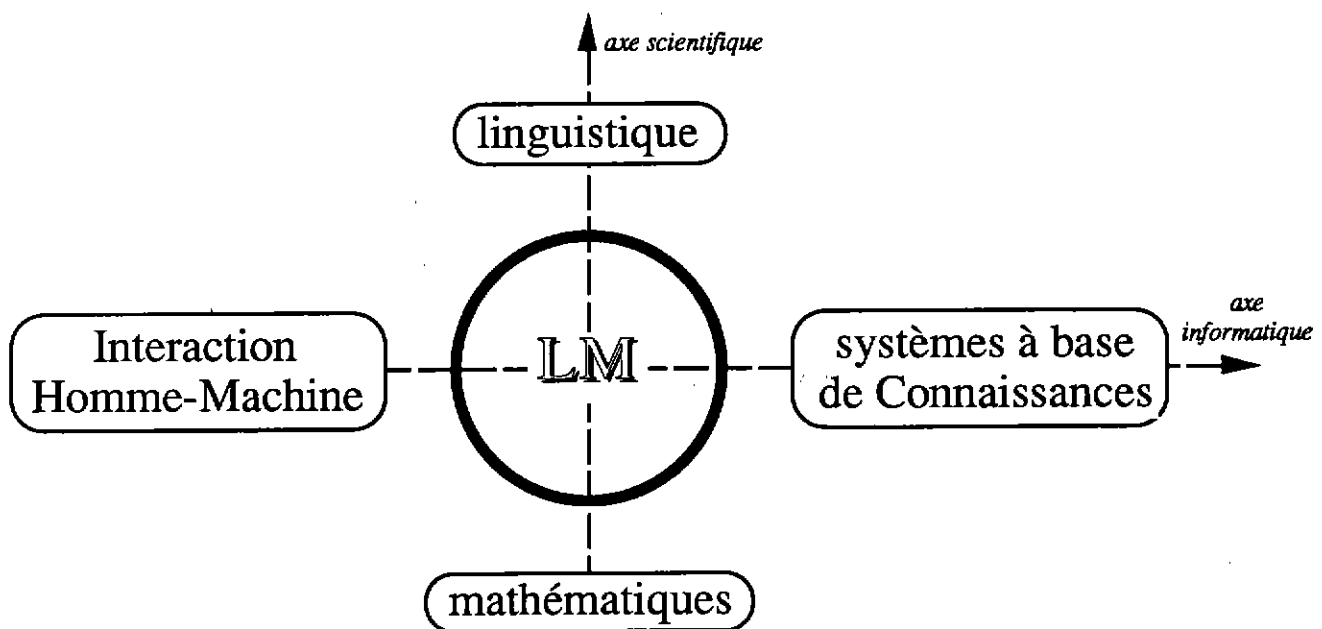 axe scientifique
linguistique
axe
informatique
Interaction
Homme-Machine
LM
systèmes à base
de Connaissances
mathématiques